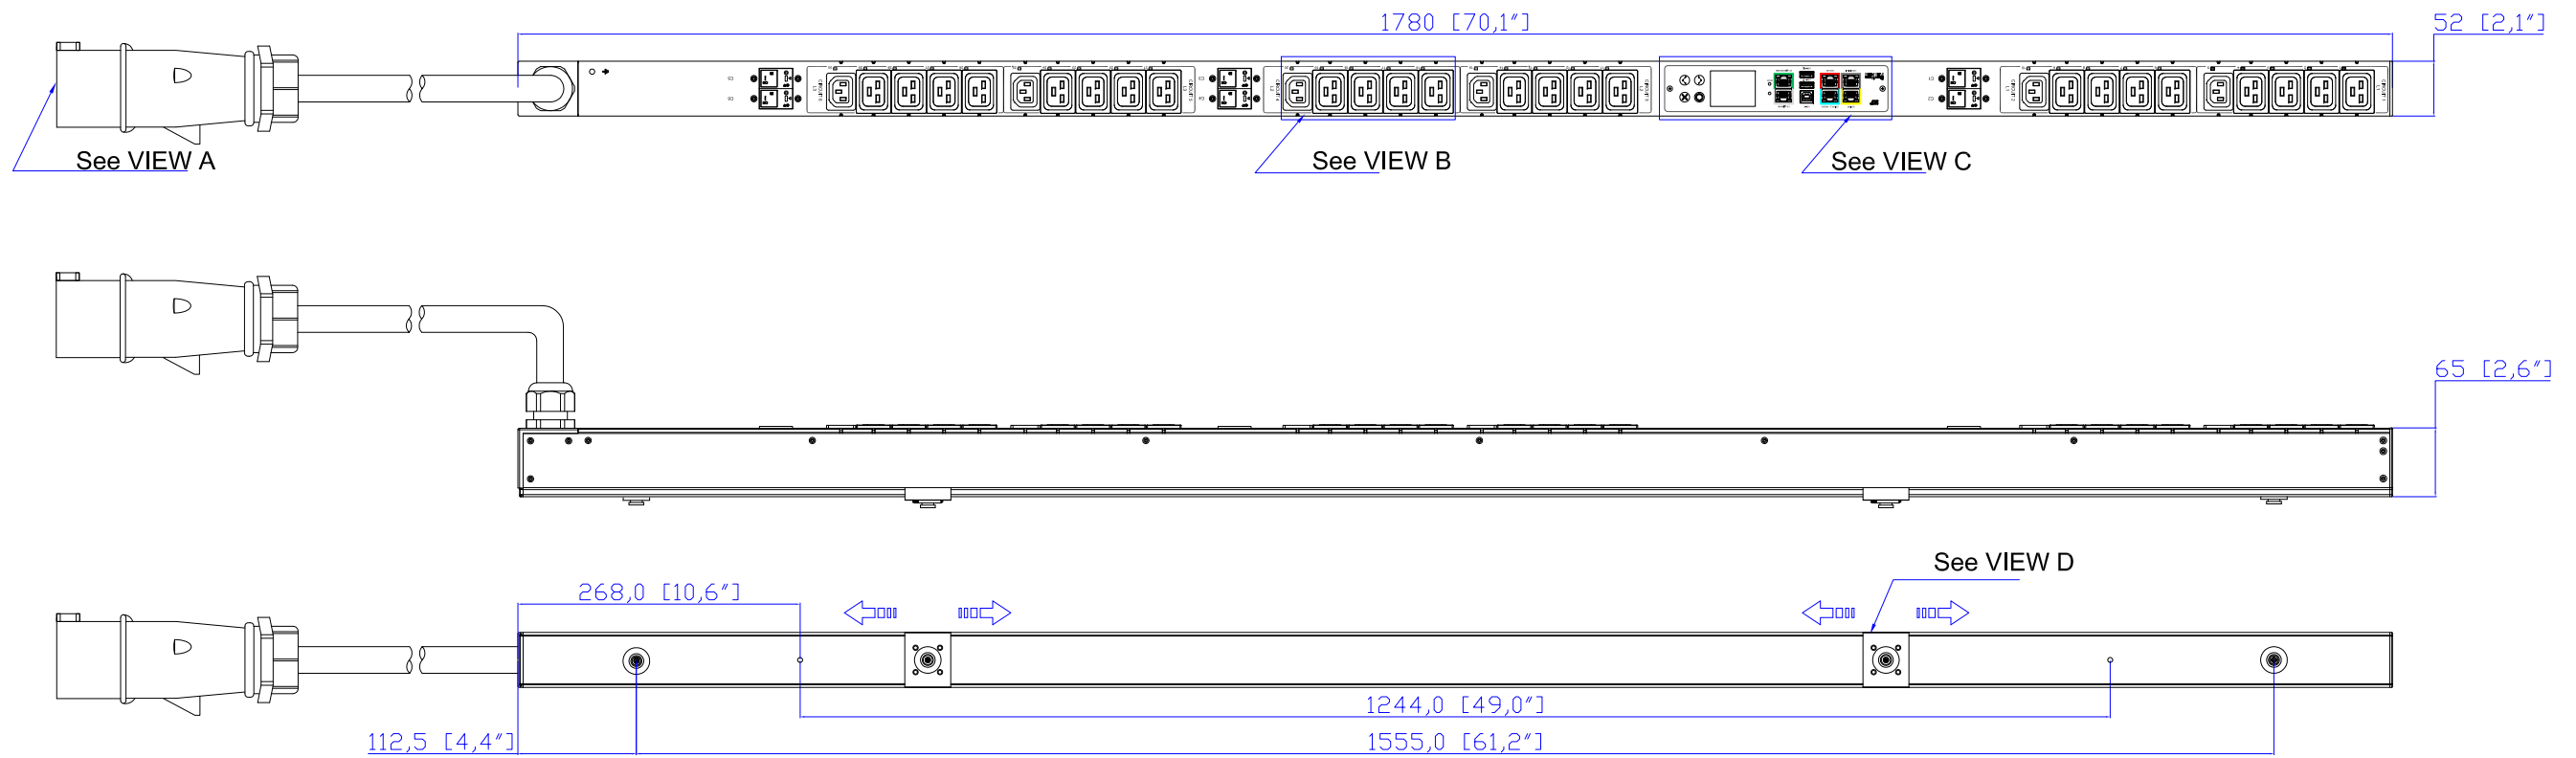 1780 [70,1"]
52 [2,1"]
See VIEW A
See VIEW B
See VIEW C
65 [2,6"]
See VIEW D
268,0 [10,6"]
1244,0 [49,0"]
112,5 [4,4"]
1555,0 [61,2"]